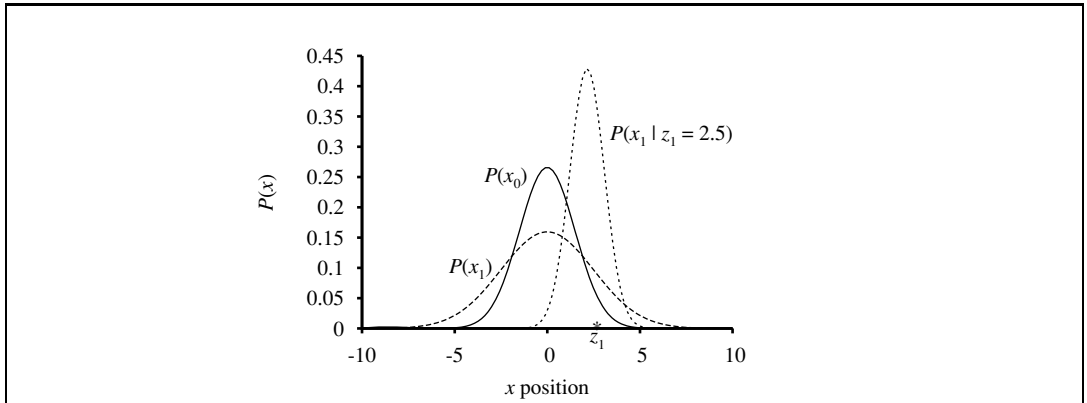 0.45
0.4
0.35
0.3
0.25
0.2
0.15
0.1
0.05
0
P(x)
P(x₁ | z₁ = 2.5)
P(x₀)
P(x₁)
*
z₁
-10 -5 0 5 10
x position